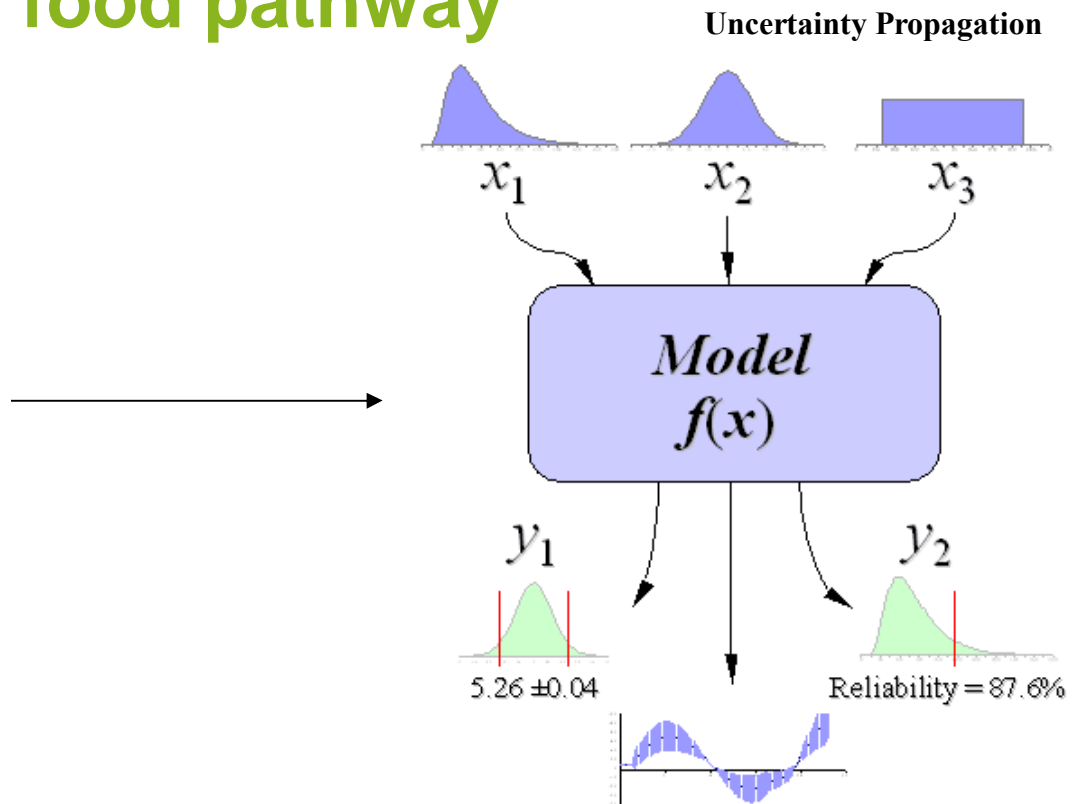 food pathway
Uncertainty Propagation
x1 x2 x3
Model
f(x)
y1 y2
5.26 ±0.04 Reliability = 87.6%